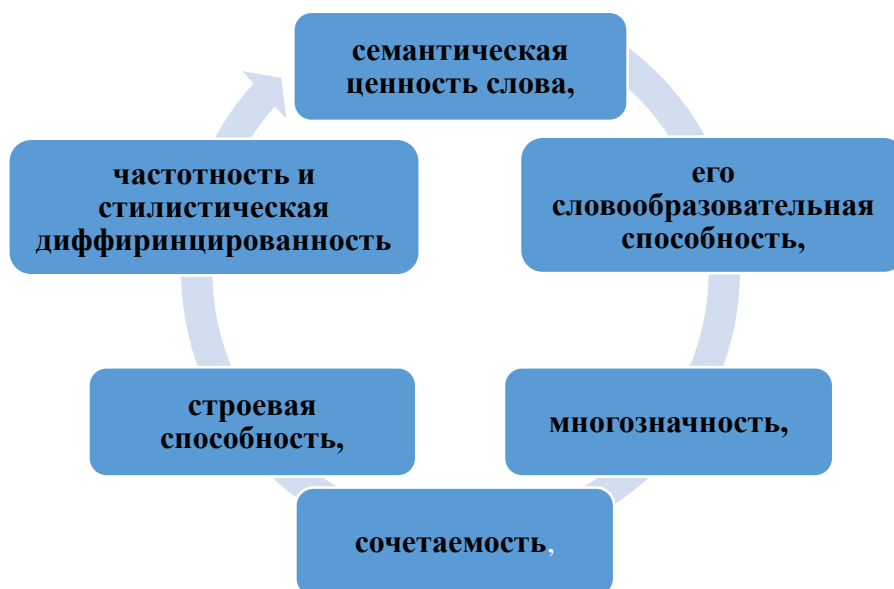 семантическая
ценность слова,
его
словообразовательная
способность,
многозначность,
сочетаемость,
строевая
способность,
частотность и
стилистическая
диффиринцированность